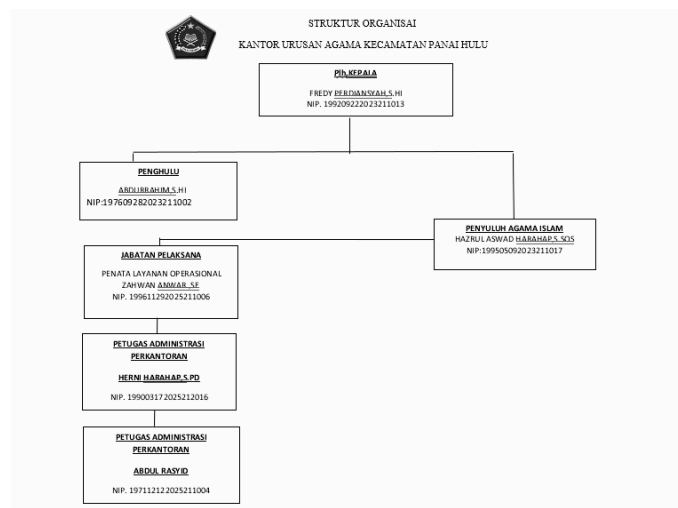 STRUKTUR ORGANISAI
KANTOR URUSAN AGAMA KECAMATAN PANAI HULU
Plh,KEPALA
FREDY PERDIANSYAH,S.HI
NIP. 199209222023211013
PENGHULU
ABDURRAHIM,S.HI
NIP:197609282023211002
PENYULUH AGAMA ISLAM
HAZRUL ASWAD HARAHAP,S.SOS
NIP:199505092023211017
JABATAN PELAKSANA
PENATA LAYANAN OPERASIONAL
ZAHWAN ANWAR.,SE
NIP. 199611292025211006
PETUGAS ADMINISTRASI
PERKANTORAN
HERNI HARAHAP,S.PD
NIP. 199003172025212016
PETUGAS ADMINISTRASI
PERKANTORAN
ABDUL RASYID
NIP. 197112122025211004